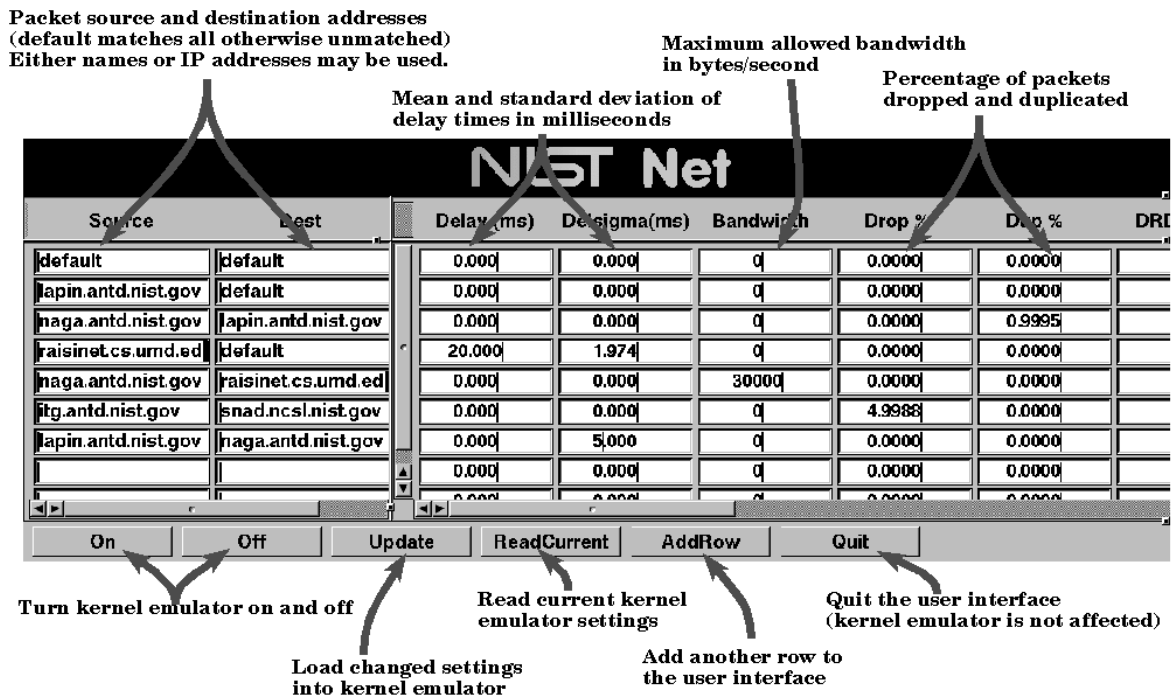 Packet source and destination addresses
(default matches all otherwise unmatched)
Either names or IP addresses may be used.
Mean and standard deviation of
delay times in milliseconds
Maximum allowed bandwidth
in bytes/second
Percentage of packets
dropped and duplicated
NIST Net
Source Dest Delay (ms) Delsigma(ms) Bandwidth Drop % Dup % DRD
default default 0.000 0.000 0 0.0000 0.0000
lapin.antd.nist.gov default 0.000 0.000 0 0.0000 0.0000
naga.antd.nist.gov lapin.antd.nist.gov 0.000 0.000 0 0.0000 0.9995
raisinet.cs.umd.ed default 20.000 1.974 0 0.0000 0.0000
naga.antd.nist.gov raisinet.cs.umd.ed 0.000 0.000 30000 0.0000 0.0000
itg.antd.nist.gov snad.ncsl.nist.gov 0.000 0.000 0 4.9988 0.0000
lapin.antd.nist.gov naga.antd.nist.gov 0.000 5.000 0 0.0000 0.0000
0.000 0.000 0 0.0000 0.0000
0.000 0.000 0 0.0000 0.0000
On Off Update ReadCurrent AddRow Quit
Turn kernel emulator on and off
Load changed settings
into kernel emulator
Read current kernel
emulator settings
Add another row to
the user interface
Quit the user interface
(kernel emulator is not affected)